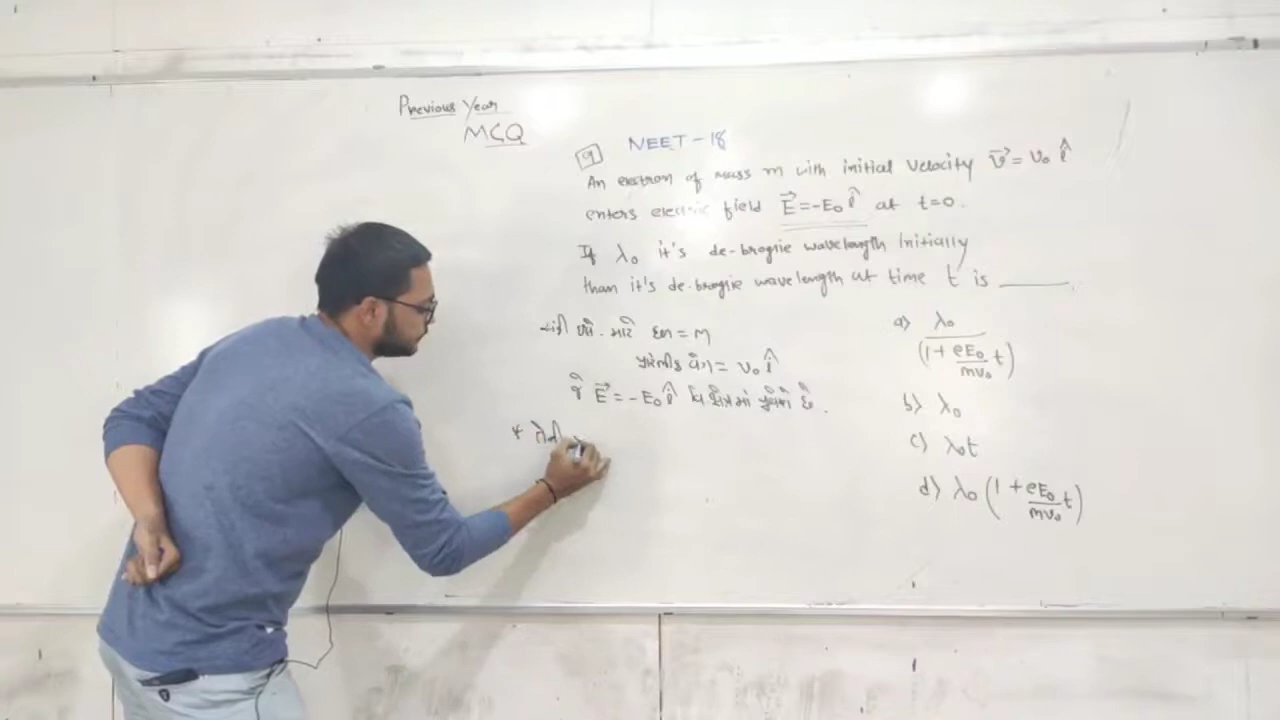 Previous Year
MCQ
9 NEET-18
An electron of mass m with initial velocity v⃗ = v₀ î
enters electric field E⃗ = -E₀ î at t=0.
If λ₀ it's de-broglie wavelength Initially
than it's de-broglie wavelength at time t is ______.
માટે દળ = m
વેગ = v₀ î
જે E⃗ = -E₀ î માં પ્રવેશે છે.
* તેની
a) λ₀ / (1 + eE₀/mv₀ t)
b) λ₀
c) λ₀t
d) λ₀ (1 + eE₀/mv₀ t)